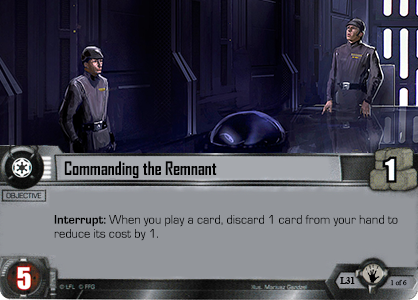 Commanding the Remnant
1
OBJECTIVE
Interrupt: When you play a card, discard 1 card from your hand to
reduce its cost by 1.
5
© LFL © FFG
Illus. Mariusz Gandzel
L31
1 of 6